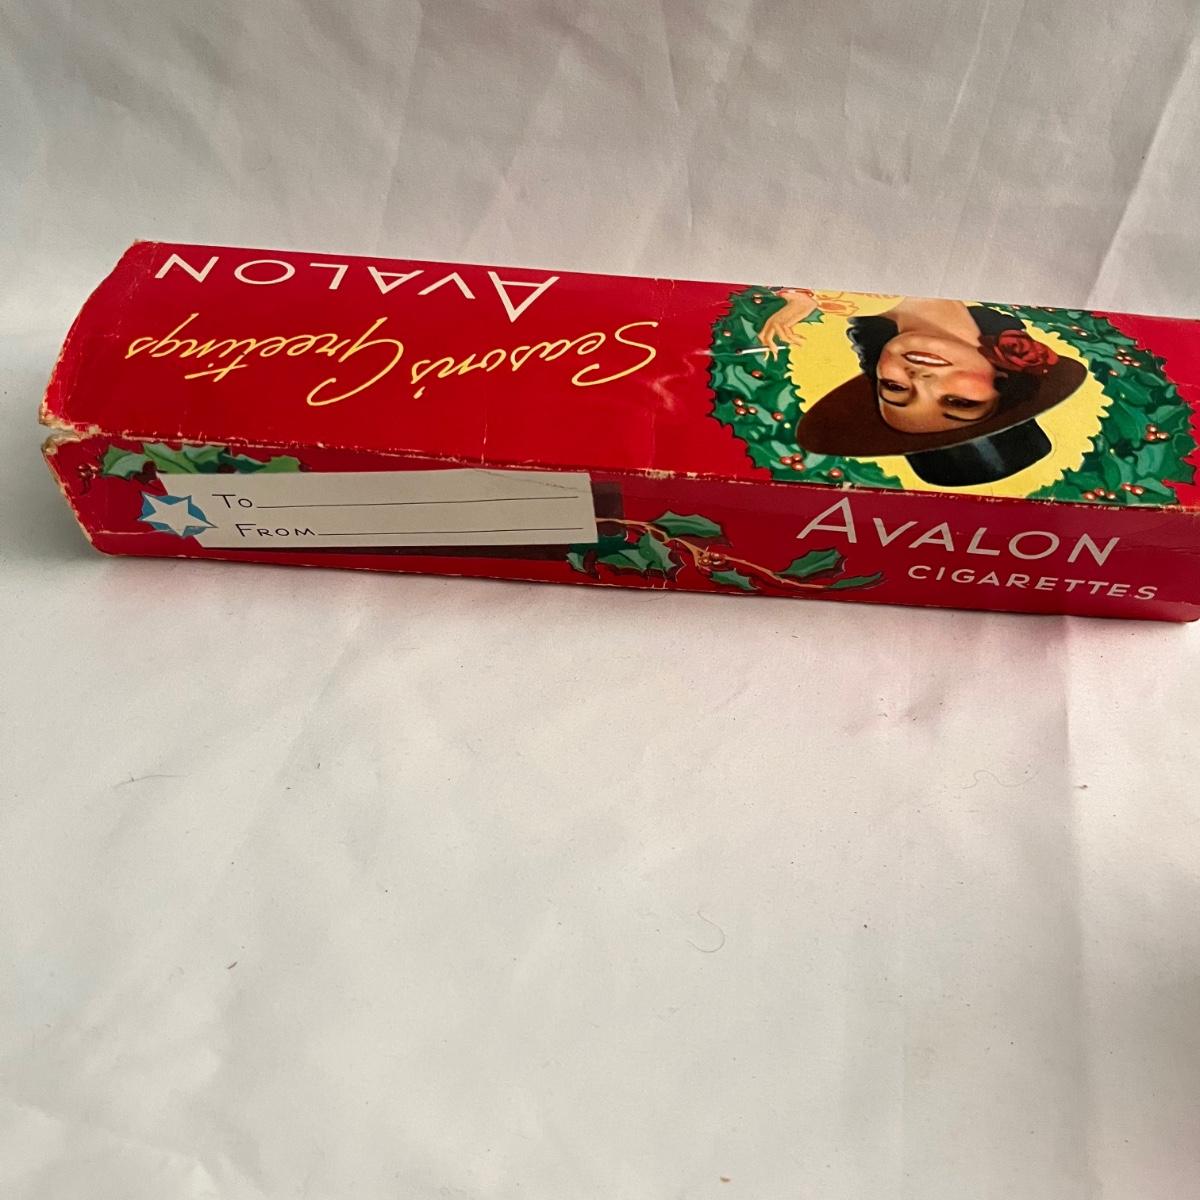 AVALON
Season's Greetings
TO
FROM
AVALON
CIGARETTES